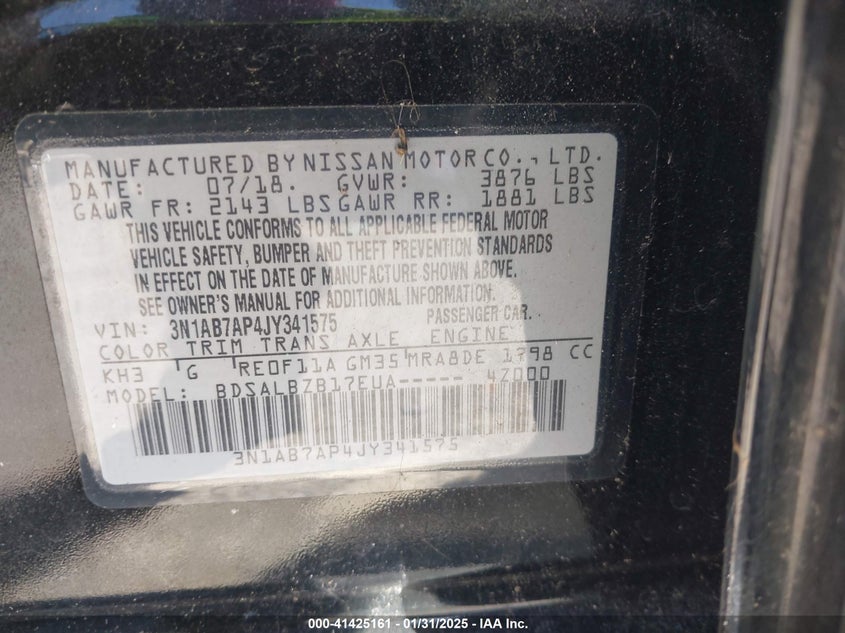 MANUFACTURED BY NISSAN MOTOR CO., LTD.
DATE: 07/18. GVWR: 3876 LBS
GAWR FR: 2143 LBS GAWR RR: 1881 LBS
THIS VEHICLE CONFORMS TO ALL APPLICABLE FEDERAL MOTOR
VEHICLE SAFETY, BUMPER AND THEFT PREVENTION STANDARDS
IN EFFECT ON THE DATE OF MANUFACTURE SHOWN ABOVE.
SEE OWNER'S MANUAL FOR ADDITIONAL INFORMATION.
VIN: 3N1AB7AP4JY341575 PASSENGER CAR.
COLOR TRIM TRANS AXLE ENGINE
KH3 G RE0F11A GM35 MRA8DE 1798 CC
MODEL: BDSALBZB17EUA----- 4Z000
3N1AB7AP4JY341575
000-41425161 - 01/31/2025 - IAA Inc.